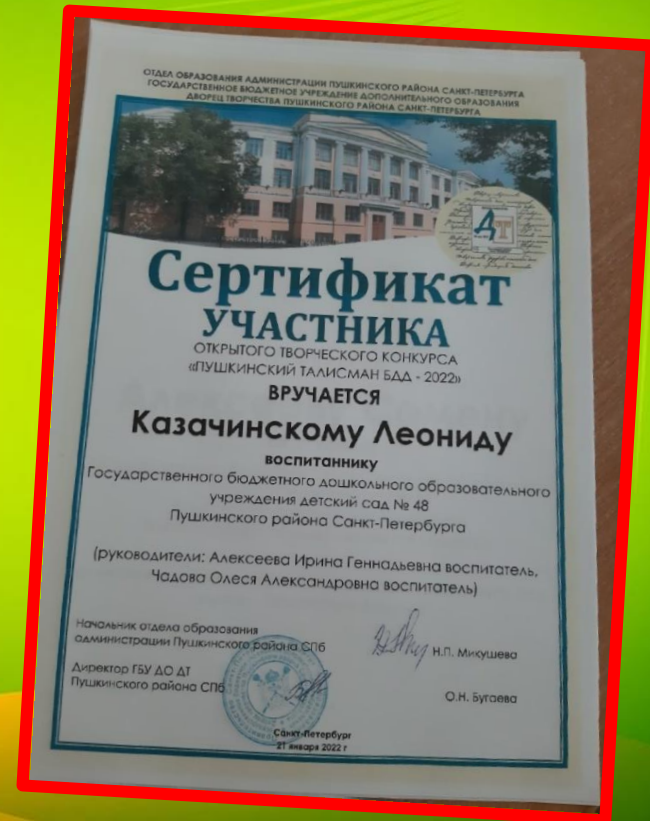 ОТДЕЛ ОБРАЗОВАНИЯ АДМИНИСТРАЦИИ ПУШКИНСКОГО РАЙОНА САНКТ-ПЕТЕРБУРГА
ГОСУДАРСТВЕННОЕ БЮДЖЕТНОЕ УЧРЕЖДЕНИЕ ДОПОЛНИТЕЛЬНОГО ОБРАЗОВАНИЯ
ДВОРЕЦ ТВОРЧЕСТВА ПУШКИНСКОГО РАЙОНА САНКТ-ПЕТЕРБУРГА
ДТ
Сертификат
УЧАСТНИКА
ОТКРЫТОГО ТВОРЧЕСКОГО КОНКУРСА
«ПУШКИНСКИЙ ТАЛИСМАН БДД - 2022»
ВРУЧАЕТСЯ
Казачинскому Леониду
воспитаннику
Государственного бюджетного дошкольного образовательного
учреждения детский сад № 48
Пушкинского района Санкт-Петербурга
(руководители: Алексеева Ирина Геннадьевна воспитатель,
Чадова Олеся Александровна воспитатель)
Начальник отдела образования
администрации Пушкинского района СПб
Н.П. Микушева
Директор ГБУ ДО ДТ
Пушкинского района СПб
О.Н. Бугаева
Санкт-Петербург
21 января 2022 г